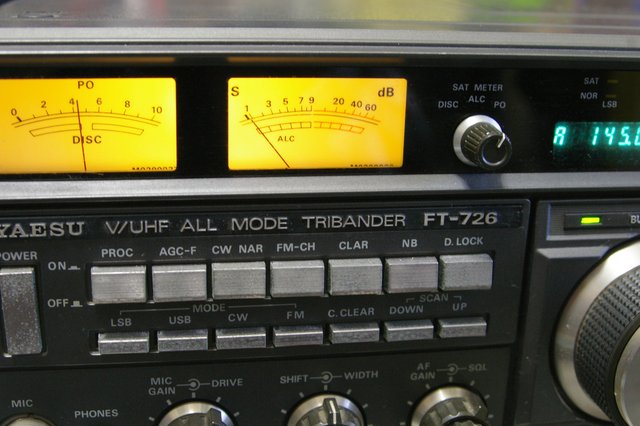 PO
0 2 4 6 8 10
DISC
S dB
1 3 5 7 9 20 40 60
ALC
SAT METER
DISC ALC PO
SAT
NOR
LSB
A 145.0
YAESU V/UHF ALL MODE TRIBANDER FT-726
POWER
ON
OFF
PROC AGC-F CW NAR FM-CH CLAR NB D. LOCK
MODE SCAN
LSB USB CW FM C. CLEAR DOWN UP
MIC GAIN DRIVE
SHIFT WIDTH
AF GAIN SQL
MIC
PHONES